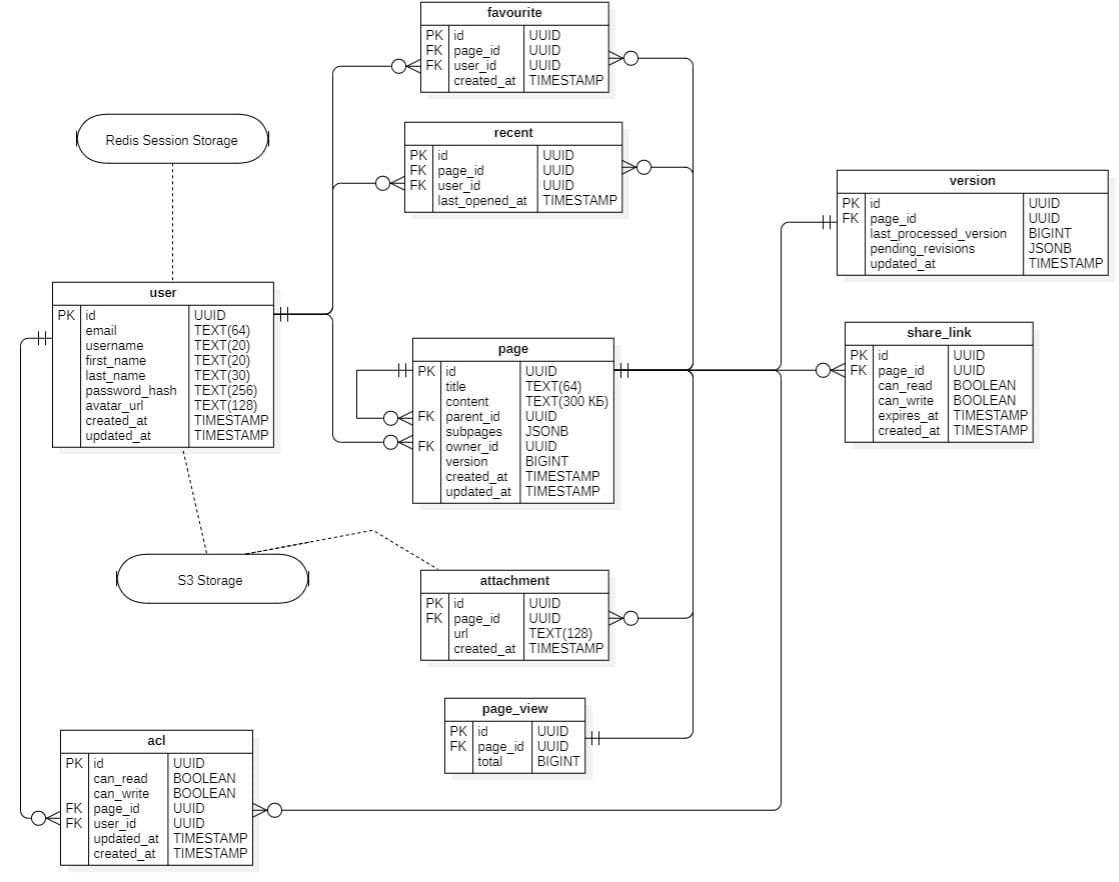 favourite
PK id UUID
FK page_id UUID
FK user_id UUID
created_at TIMESTAMP
Redis Session Storage
recent
PK id UUID
FK page_id UUID
FK user_id UUID
last_opened_at TIMESTAMP
version
PK id UUID
FK page_id UUID
last_processed_version BIGINT
pending_revisions JSONB
updated_at TIMESTAMP
user
PK id UUID
email TEXT(64)
username TEXT(20)
first_name TEXT(20)
last_name TEXT(30)
password_hash TEXT(256)
avatar_url TEXT(128)
created_at TIMESTAMP
updated_at TIMESTAMP
page
PK id UUID
title TEXT(64)
content TEXT(300 КБ)
FK parent_id UUID
subpages JSONB
FK owner_id UUID
version BIGINT
created_at TIMESTAMP
updated_at TIMESTAMP
share_link
PK id UUID
FK page_id UUID
can_read BOOLEAN
can_write BOOLEAN
expires_at TIMESTAMP
created_at TIMESTAMP
S3 Storage
attachment
PK id UUID
FK page_id UUID
url TEXT(128)
created_at TIMESTAMP
page_view
PK id UUID
FK page_id UUID
total BIGINT
acl
PK id UUID
can_read BOOLEAN
can_write BOOLEAN
FK page_id UUID
FK user_id UUID
updated_at TIMESTAMP
created_at TIMESTAMP